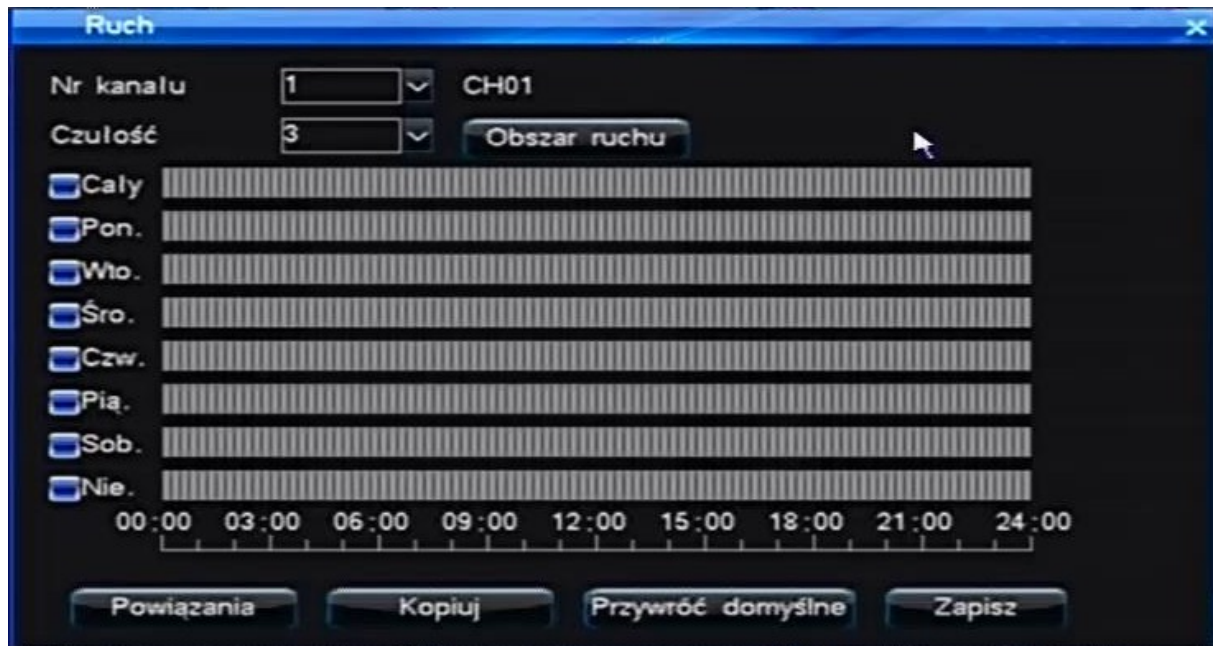 Ruch
Nr kanalu 1 CH01
Czulość 3 Obszar ruchu
Caly
Pon.
Wto.
Śro.
Czw.
Pią.
Sob.
Nie.
00:00 03:00 06:00 09:00 12:00 15:00 18:00 21:00 24:00
Powiązania Kopiuj Przywróć domyślne Zapisz